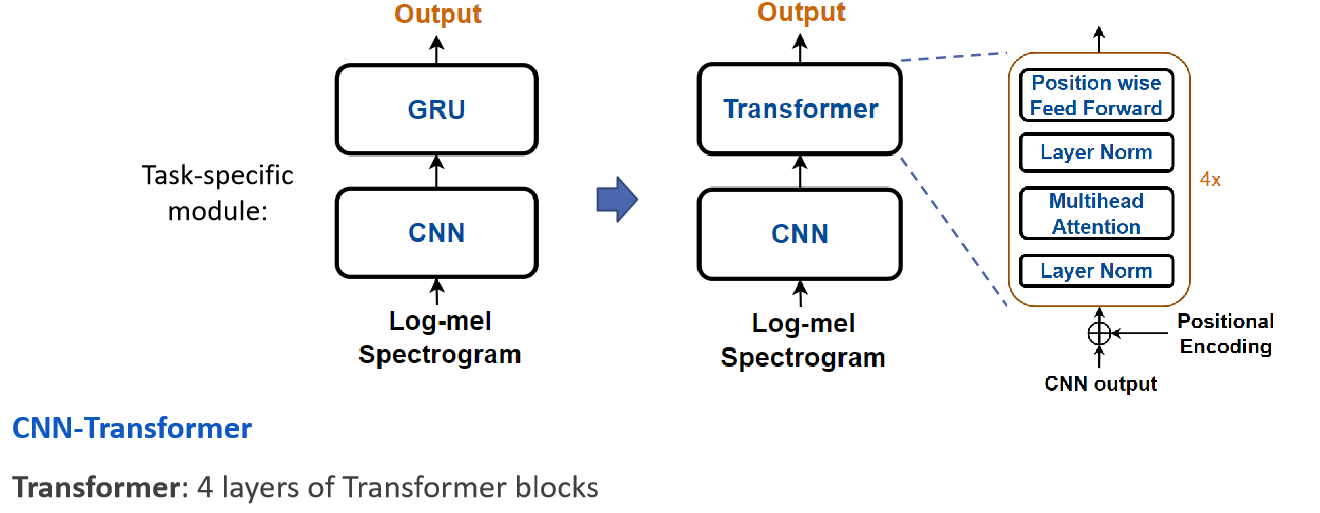 Output
GRU
CNN
Log-mel
Spectrogram
Task-specific
module:
Output
Transformer
CNN
Log-mel
Spectrogram
Position wise
Feed Forward
Layer Norm
Multihead
Attention
Layer Norm
4x
Positional
Encoding
CNN output
CNN-Transformer
Transformer: 4 layers of Transformer blocks